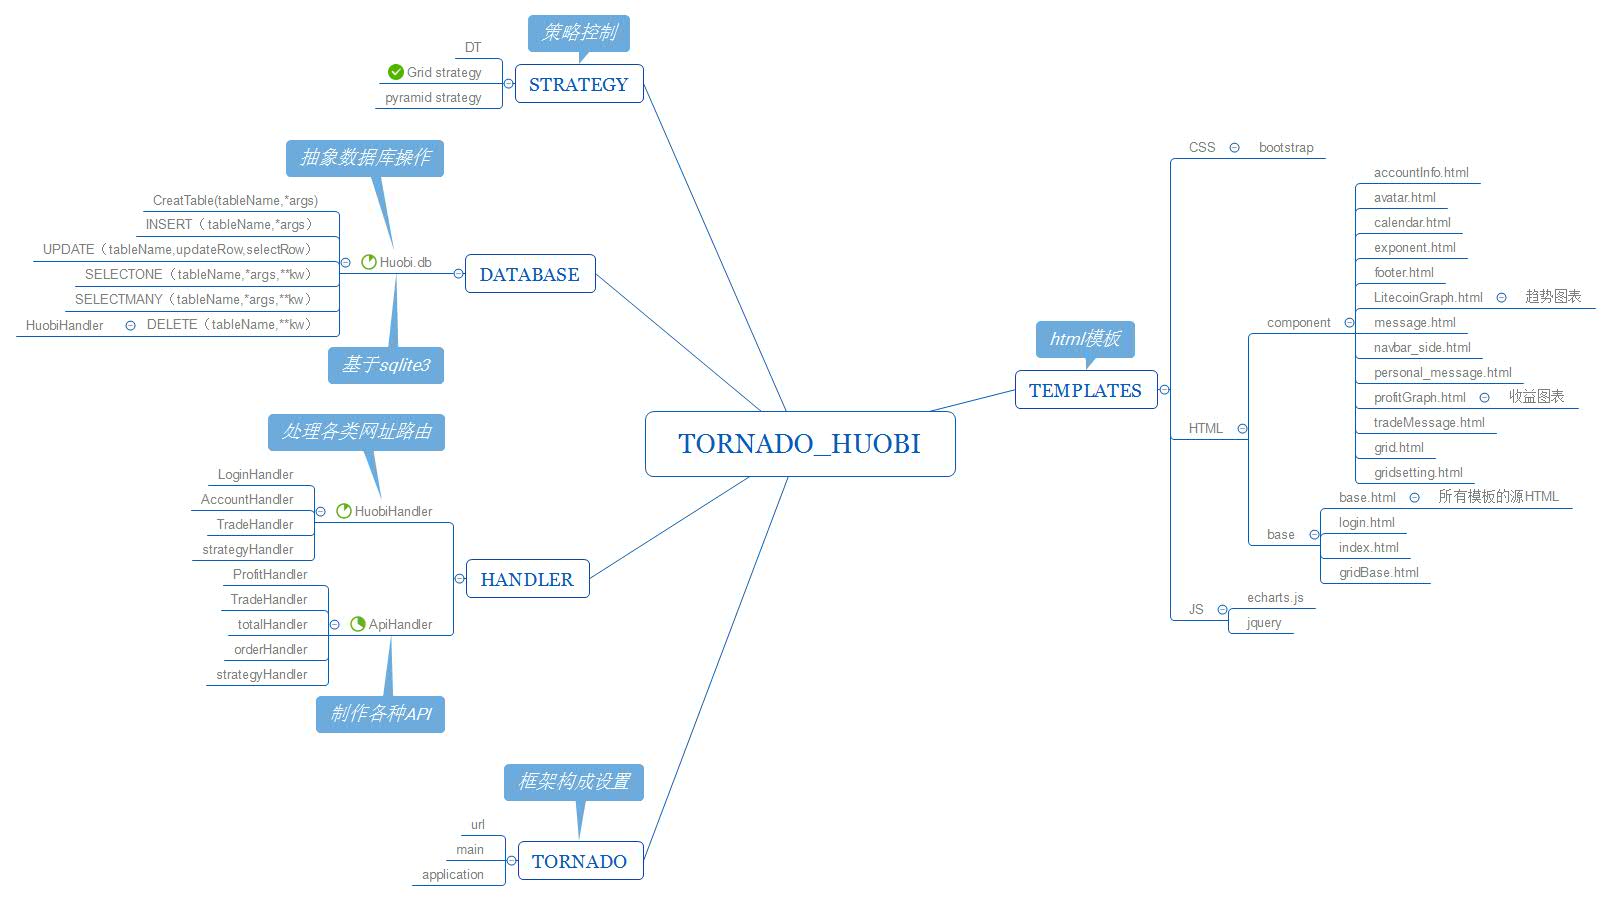 策略控制
DT
Grid strategy
pyramid strategy
STRATEGY
抽象数据库操作
CreatTable(tableName,*args)
INSERT（tableName,*args）
UPDATE（tableName,updateRow,selectRow）
SELECTONE（tableName,*args,**kw）
SELECTMANY（tableName,*args,**kw）
HuobiHandler
DELETE（tableName,**kw）
Huobi.db
DATABASE
基于sqlite3
处理各类网址路由
LoginHandler
AccountHandler
TradeHandler
strategyHandler
HuobiHandler
HANDLER
ProfitHandler
TradeHandler
totalHandler
orderHandler
strategyHandler
ApiHandler
制作各种API
框架构成设置
url
main
application
TORNADO
TORNADO_HUOBI
html模板
TEMPLATES
CSS
bootstrap
HTML
component
accountInfo.html
avatar.html
calendar.html
exponent.html
footer.html
LitecoinGraph.html
趋势图表
message.html
navbar_side.html
personal_message.html
profitGraph.html
收益图表
tradeMessage.html
grid.html
gridsetting.html
base
base.html
所有模板的源HTML
login.html
index.html
gridBase.html
JS
echarts.js
jquery